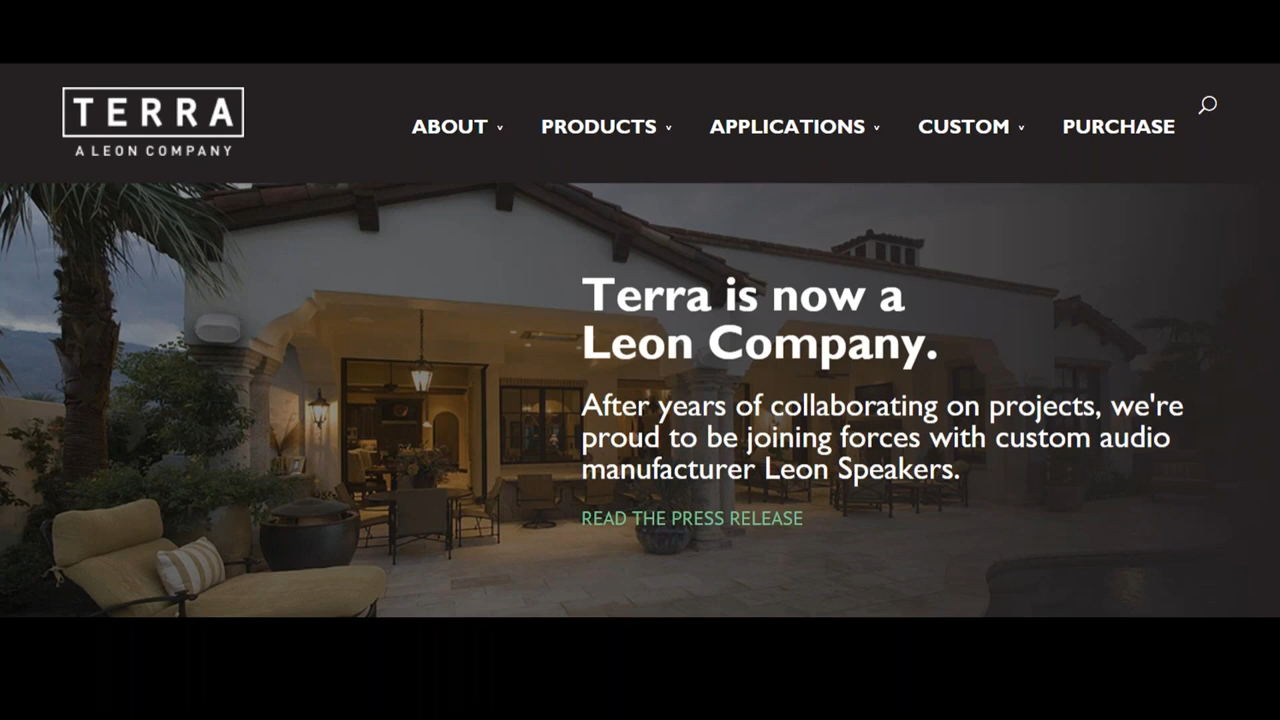 TERRA
A LEON COMPANY
ABOUT
PRODUCTS
APPLICATIONS
CUSTOM
PURCHASE
Terra is now a
Leon Company.
After years of collaborating on projects, we're
proud to be joining forces with custom audio
manufacturer Leon Speakers.
READ THE PRESS RELEASE